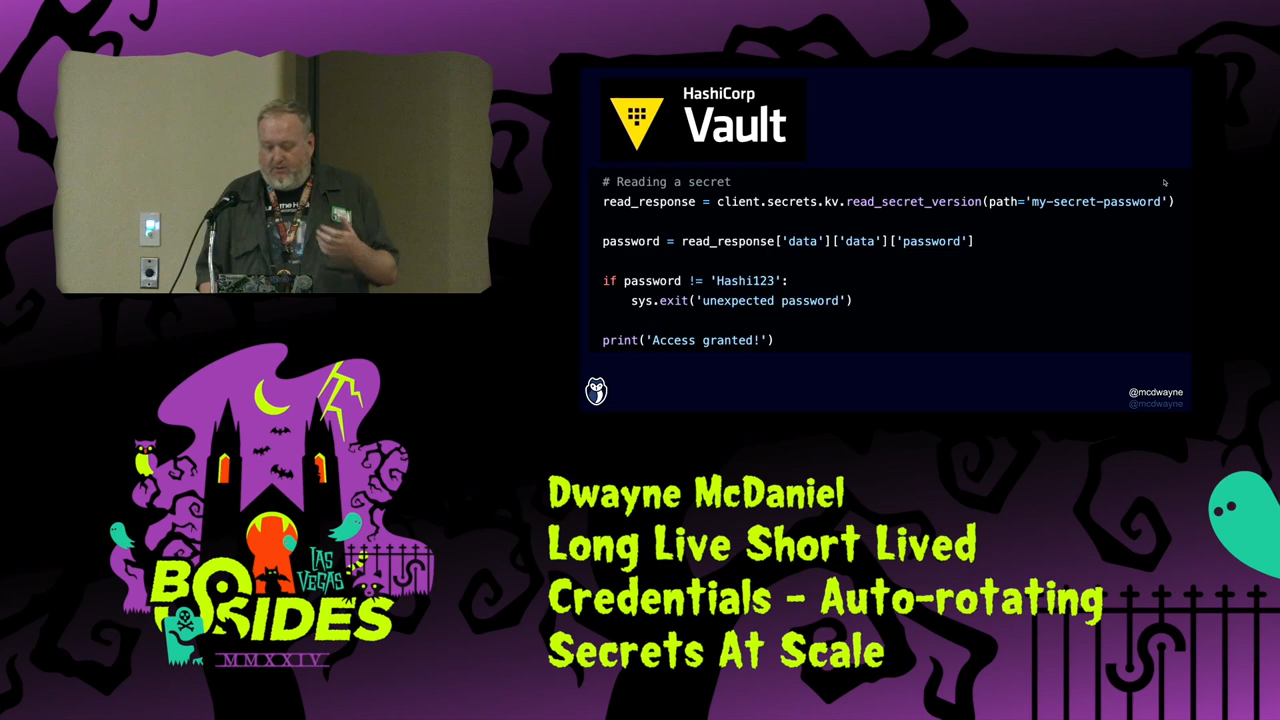 HashiCorp
Vault
# Reading a secret
read_response = client.secrets.kv.read_secret_version(path='my-secret-password')
password = read_response['data']['data']['password']
if password != 'Hashi123':
sys.exit('unexpected password')
print('Access granted!')
@mcdwayne
@mcdwayne
BSIDES
LAS
VEGAS
MMXXIV
Dwayne McDaniel
Long Live Short Lived
Credentials - Auto-rotating
Secrets At Scale